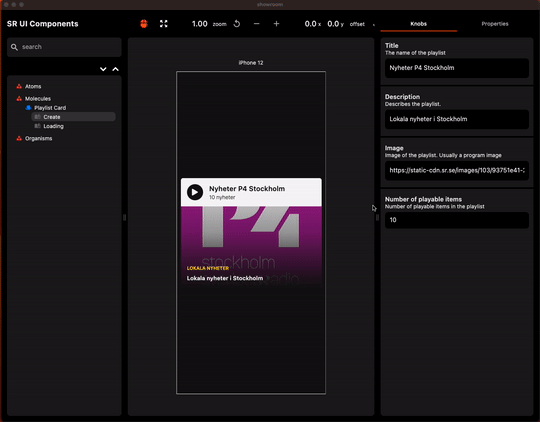 showroom
SR UI Components
1.00 zoom
0.0 x 0.0 y offset
Knobs
Properties
search
Atoms
Molecules
Playlist Card
Create
Loading
Organisms
iPhone 12
Nyheter P4 Stockholm
10 nyheter
P4
stockholm
LOKALA NYHETER
Lokala nyheter i Stockholm
Title
The name of the playlist
Nyheter P4 Stockholm
Description
Describes the playlist.
Lokala nyheter i Stockholm
Image
Image of the playlist. Usually a program image
https://static-cdn.sr.se/images/103/93751e41-
Number of playable items
Number of playable items in the playlist
10